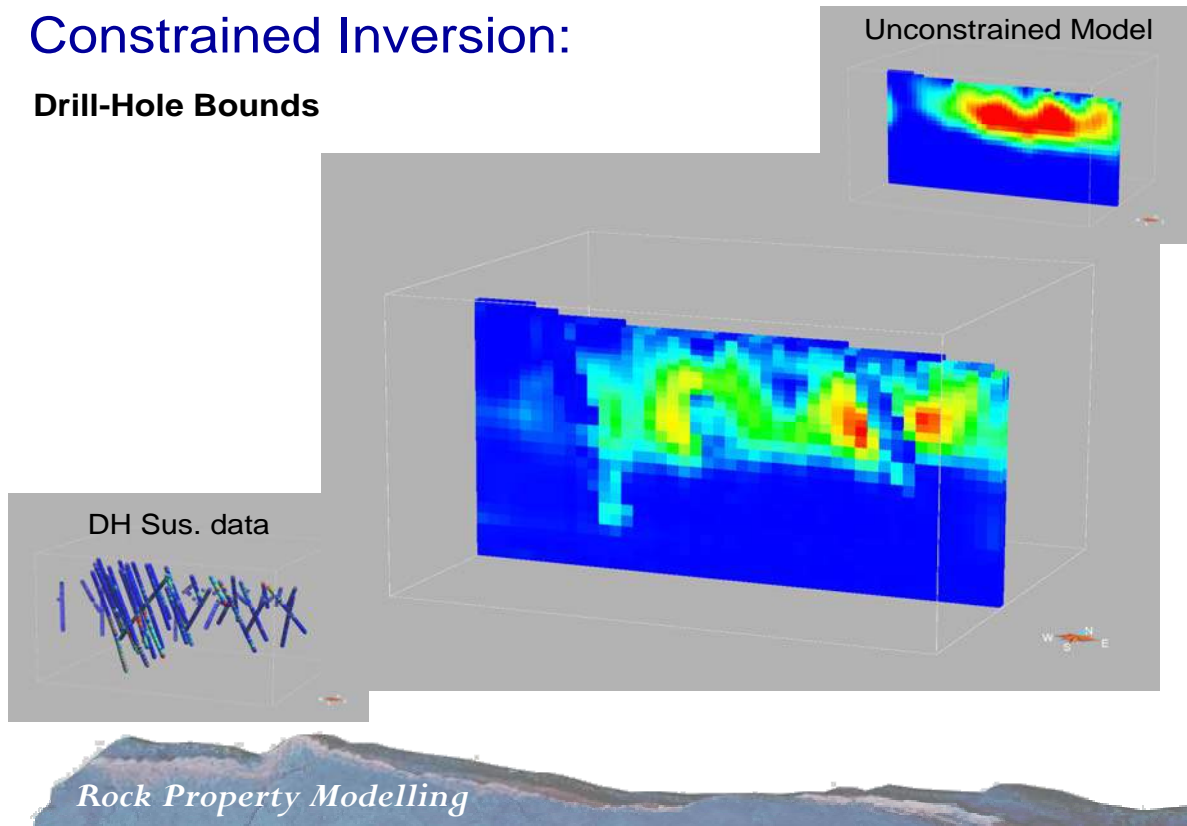 Constrained Inversion:
Unconstrained Model
Drill-Hole Bounds
DH Sus. data
W
N
S
E
Rock Property Modelling